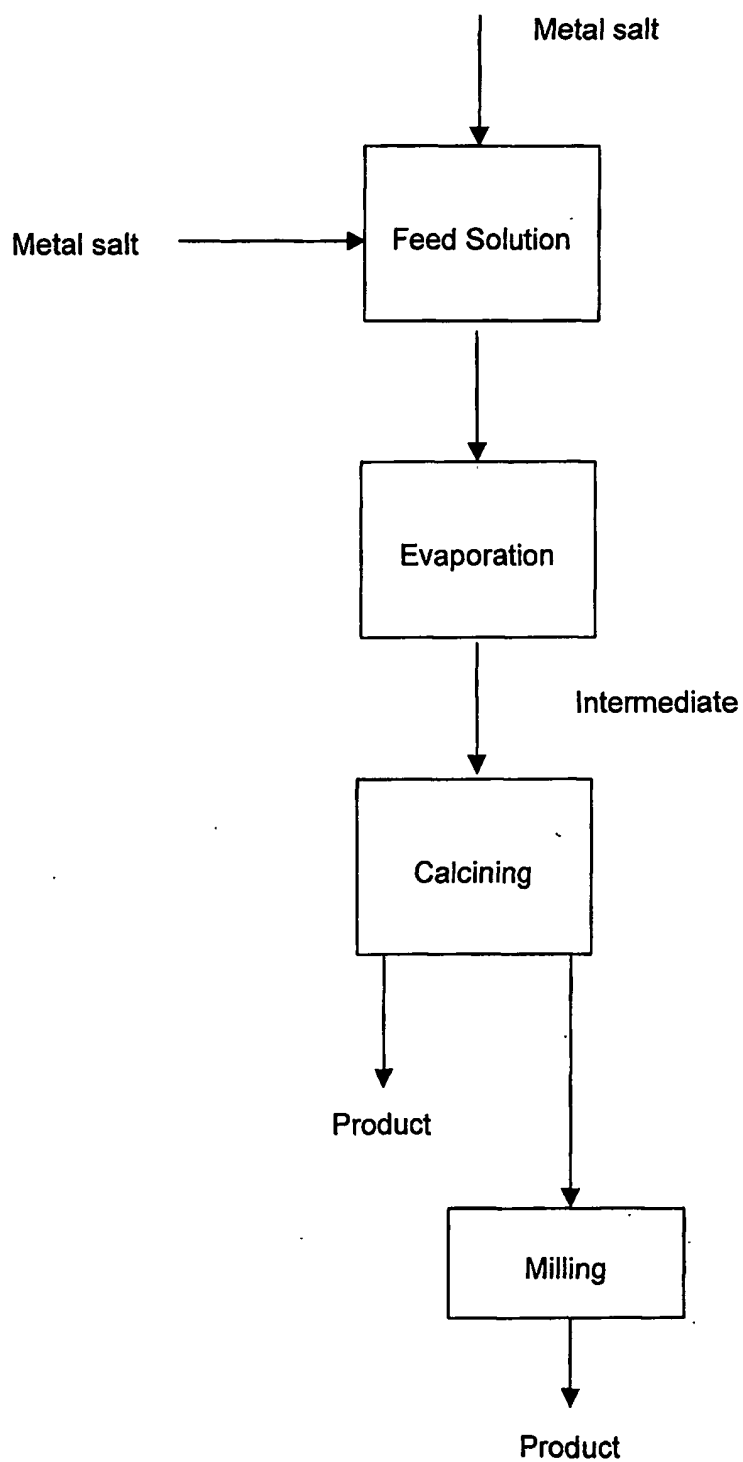 Metal salt
Metal salt
Feed Solution
Evaporation
Intermediate
Calcining
Product
Milling
Product